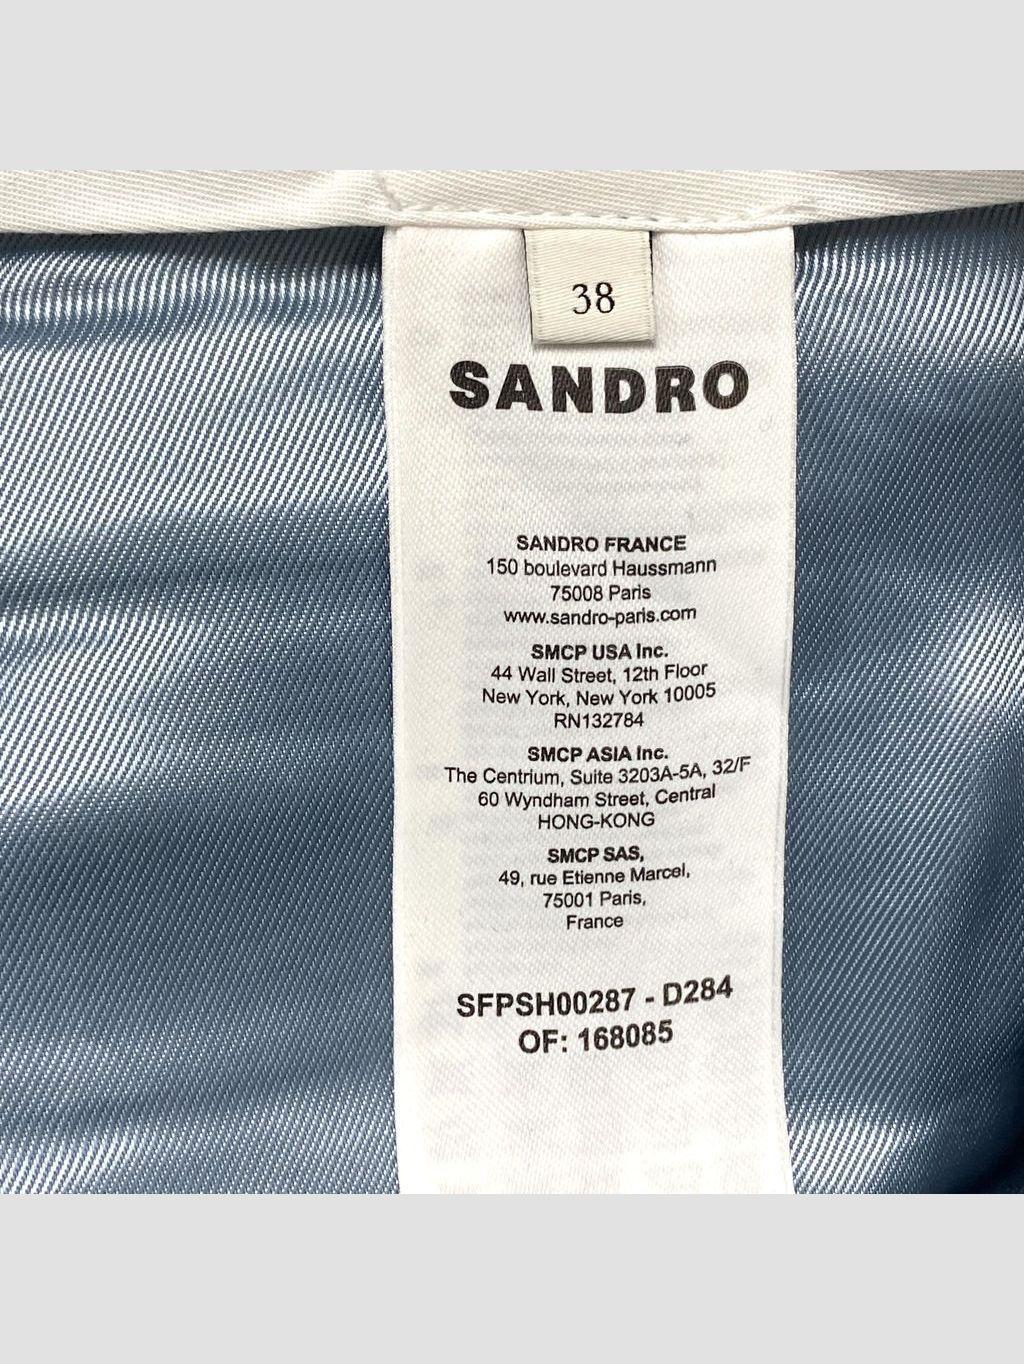 38
SANDRO
SANDRO FRANCE
150 boulevard Haussmann
75008 Paris
www.sandro-paris.com
SMCP USA Inc.
44 Wall Street, 12th Floor
New York, New York 10005
RN132784
SMCP ASIA Inc.
The Centrium, Suite 3203A-5A, 32/F
60 Wyndham Street, Central
HONG-KONG
SMCP SAS,
49, rue Etienne Marcel,
75001 Paris,
France
SFPSH00287 - D284
OF: 168085